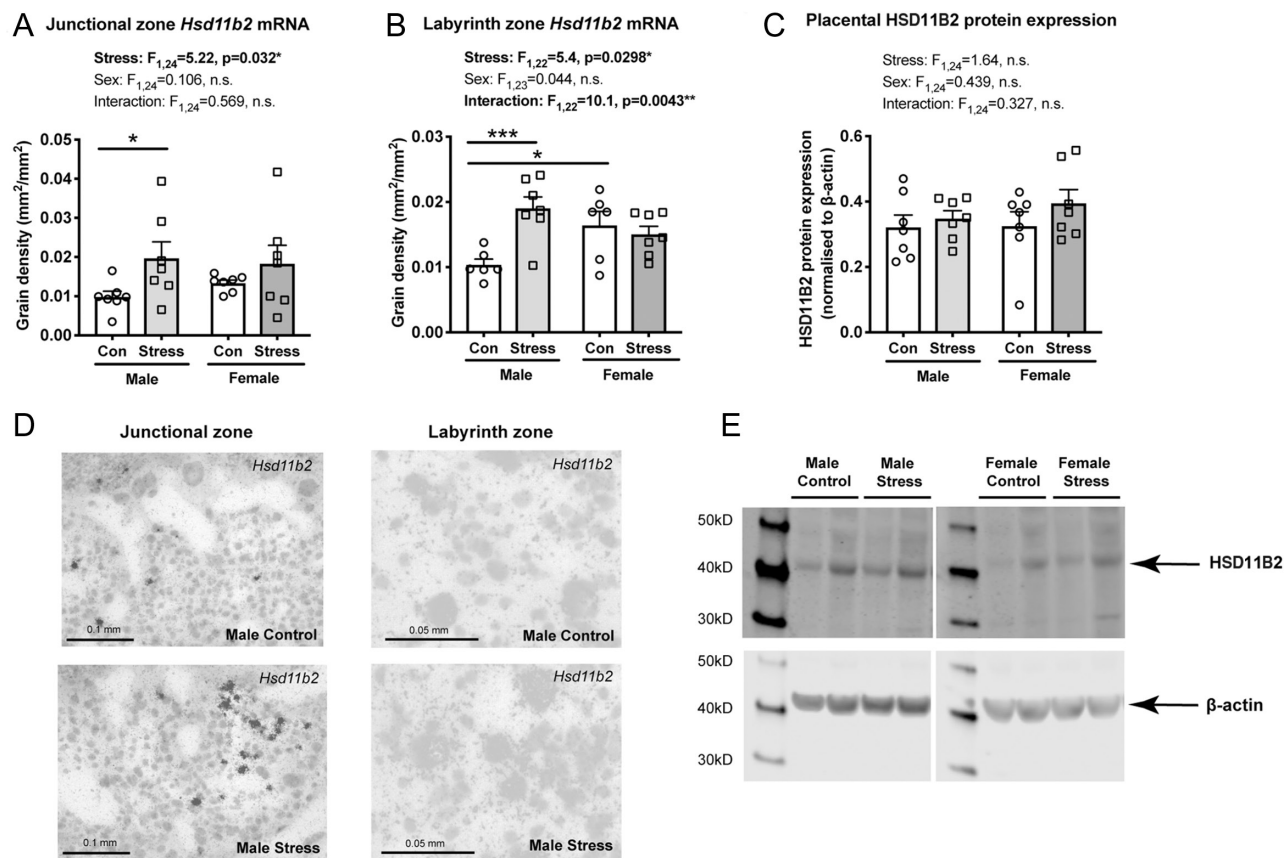 A
Junctional zone Hsd11b2 mRNA
Stress: F1,24=5.22, p=0.032*
Sex: F1,24=0.106, n.s.
Interaction: F1,24=0.569, n.s.
Grain density (mm²/mm²)
0.05
0.04
0.03
0.02
0.01
0.00
*
Con
Stress
Con
Stress
Male
Female
B
Labyrinth zone Hsd11b2 mRNA
Stress: F1,22=5.4, p=0.0298*
Sex: F1,23=0.044, n.s.
Interaction: F1,22=10.1, p=0.0043**
Grain density (mm²/mm²)
0.03
0.02
0.01
0.00
***
*
Con
Stress
Con
Stress
Male
Female
C
Placental HSD11B2 protein expression
Stress: F1,24=1.64, n.s.
Sex: F1,24=0.439, n.s.
Interaction: F1,24=0.327, n.s.
HSD11B2 protein expression
(normalised to β-actin)
0.6
0.4
0.2
0.0
Con
Stress
Con
Stress
Male
Female
D
Junctional zone
Labyrinth zone
Hsd11b2
0.1 mm
Male Control
Hsd11b2
0.05 mm
Male Control
Hsd11b2
0.1 mm
Male Stress
Hsd11b2
0.05 mm
Male Stress
E
Male
Control
Male
Stress
Female
Control
Female
Stress
50kD
40kD
30kD
HSD11B2
50kD
40kD
30kD
β-actin